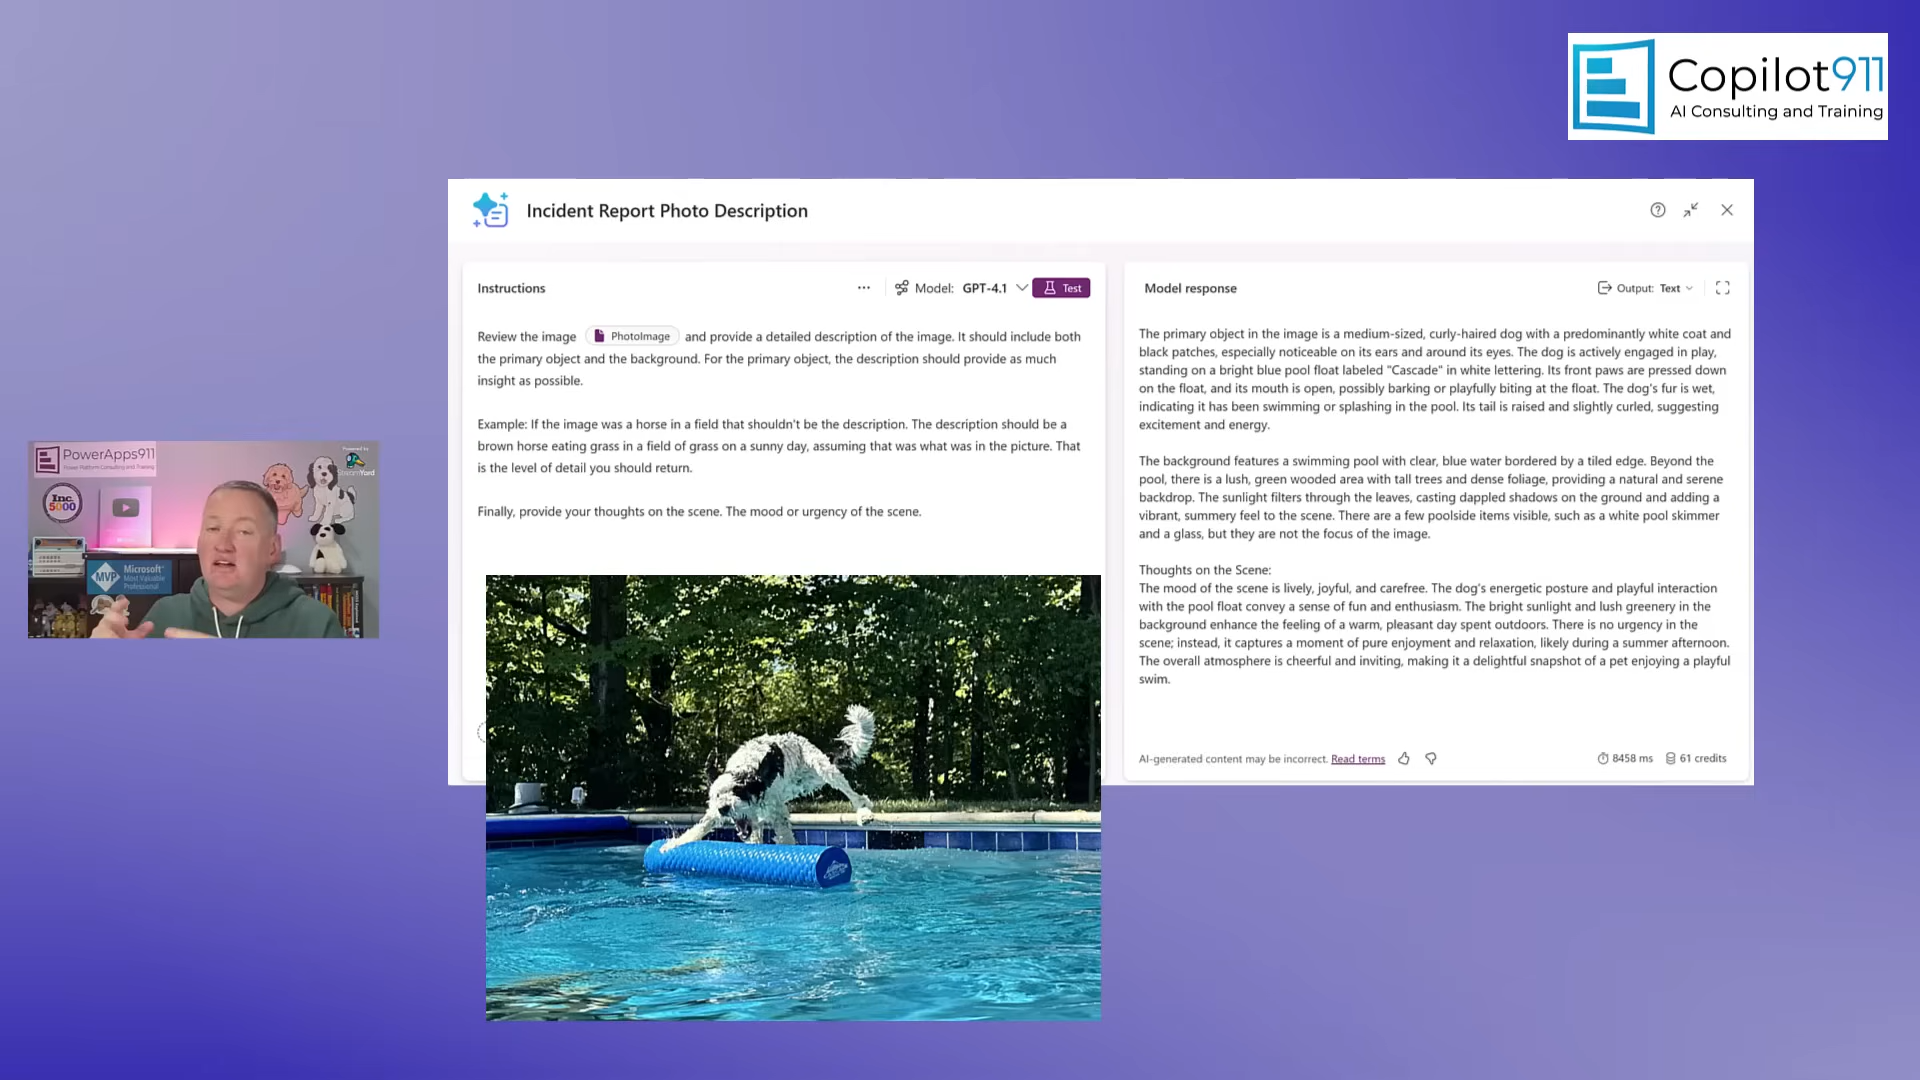 Copilot911
AI Consulting and Training
Incident Report Photo Description
Instructions
Model: GPT-4.1
Test
Review the image PhotoImage and provide a detailed description of the image. It should include both
the primary object and the background. For the primary object, the description should provide as much
insight as possible.
Example: If the image was a horse in a field that shouldn't be the description. The description should be a
brown horse eating grass in a field of grass on a sunny day, assuming that was what was in the picture. That
is the level of detail you should return.
Finally, provide your thoughts on the scene. The mood or urgency of the scene.
Model response
Output: Text
The primary object in the image is a medium-sized, curly-haired dog with a predominantly white coat and
black patches, especially noticeable on its ears and around its eyes. The dog is actively engaged in play,
standing on a bright blue pool float labeled "Cascade" in white lettering. Its front paws are pressed down
on the float, and its mouth is open, possibly barking or playfully biting at the float. The dog's fur is wet,
indicating it has been swimming or splashing in the pool. Its tail is raised and slightly curled, suggesting
excitement and energy.
The background features a swimming pool with clear, blue water bordered by a tiled edge. Beyond the
pool, there is a lush, green wooded area with tall trees and dense foliage, providing a natural and serene
backdrop. The sunlight filters through the leaves, casting dappled shadows on the ground and adding a
vibrant, summery feel to the scene. There are a few poolside items visible, such as a white pool skimmer
and a glass, but they are not the focus of the image.
Thoughts on the Scene:
The mood of the scene is lively, joyful, and carefree. The dog's energetic posture and playful interaction
with the pool float convey a sense of fun and enthusiasm. The bright sunlight and lush greenery in the
background enhance the feeling of a warm, pleasant day spent outdoors. There is no urgency in the
scene; instead, it captures a moment of pure enjoyment and relaxation, likely during a summer afternoon.
The overall atmosphere is cheerful and inviting, making it a delightful snapshot of a pet enjoying a playful
swim.
AI-generated content may be incorrect. Read terms
8458 ms
61 credits
PowerApps911
Power Platform Consulting and Training
Powered by
StreamYard
Inc.
5000
MVP
Microsoft
Most Valuable
Professional